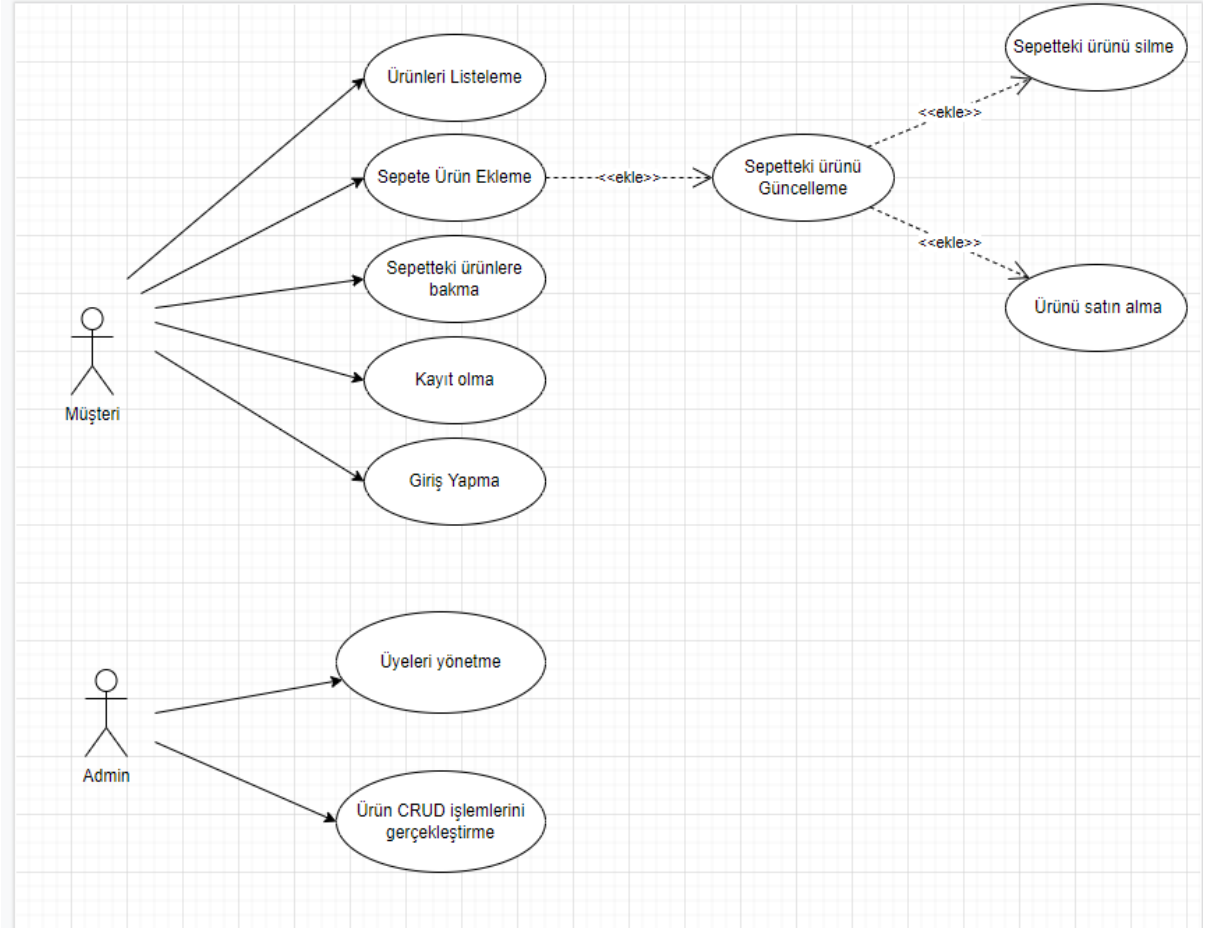 Ürünleri Listeleme
Sepete Ürün Ekleme
Sepetteki ürünlere
bakma
Kayıt olma
Giriş Yapma
Müşteri
<<ekle>>
Sepetteki ürünü
Güncelleme
<<ekle>>
Sepetteki ürünü silme
<<ekle>>
Ürünü satın alma
Üyeleri yönetme
Admin
Ürün CRUD işlemlerini
gerçekleştirme